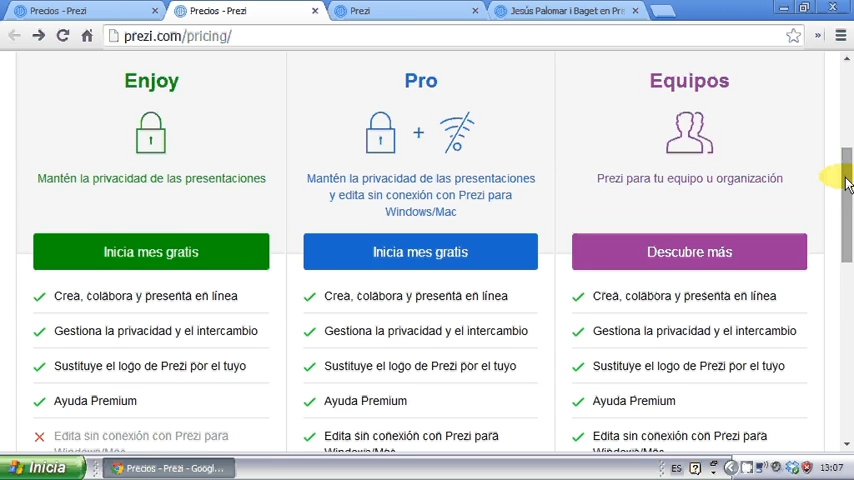 Precios - Prezi
Precios - Prezi
Prezi
Jesús Palomar i Baget en Pre
prezi.com/pricing/
Enjoy
Pro
Equipos
+
Mantén la privacidad de las presentaciones
Mantén la privacidad de las presentaciones
y edita sin conexión con Prezi para
Windows/Mac
Prezi para tu equipo u organización
Inicia mes gratis
Inicia mes gratis
Descubre más
Crea, colabora y presenta en línea
Crea, colabora y presenta en línea
Crea, colabora y presenta en línea
Gestiona la privacidad y el intercambio
Gestiona la privacidad y el intercambio
Gestiona la privacidad y el intercambio
Sustituye el logo de Prezi por el tuyo
Sustituye el logo de Prezi por el tuyo
Sustituye el logo de Prezi por el tuyo
Ayuda Premium
Ayuda Premium
Ayuda Premium
Edita sin conexión con Prezi para
Windows/Mac
Edita sin conexión con Prezi para
Windows/Mac
Edita sin conexión con Prezi para
Windows/Mac
Inicio
Precios - Prezi - Googl...
ES
13:07